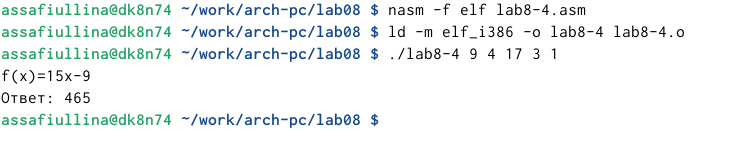 assafiullina@dk8n74 ~/work/arch-pc/lab08 $ nasm -f elf lab8-4.asm
assafiullina@dk8n74 ~/work/arch-pc/lab08 $ ld -m elf_i386 -o lab8-4 lab8-4.o
assafiullina@dk8n74 ~/work/arch-pc/lab08 $ ./lab8-4 9 4 17 3 1
f(x)=15x-9
Ответ: 465
assafiullina@dk8n74 ~/work/arch-pc/lab08 $